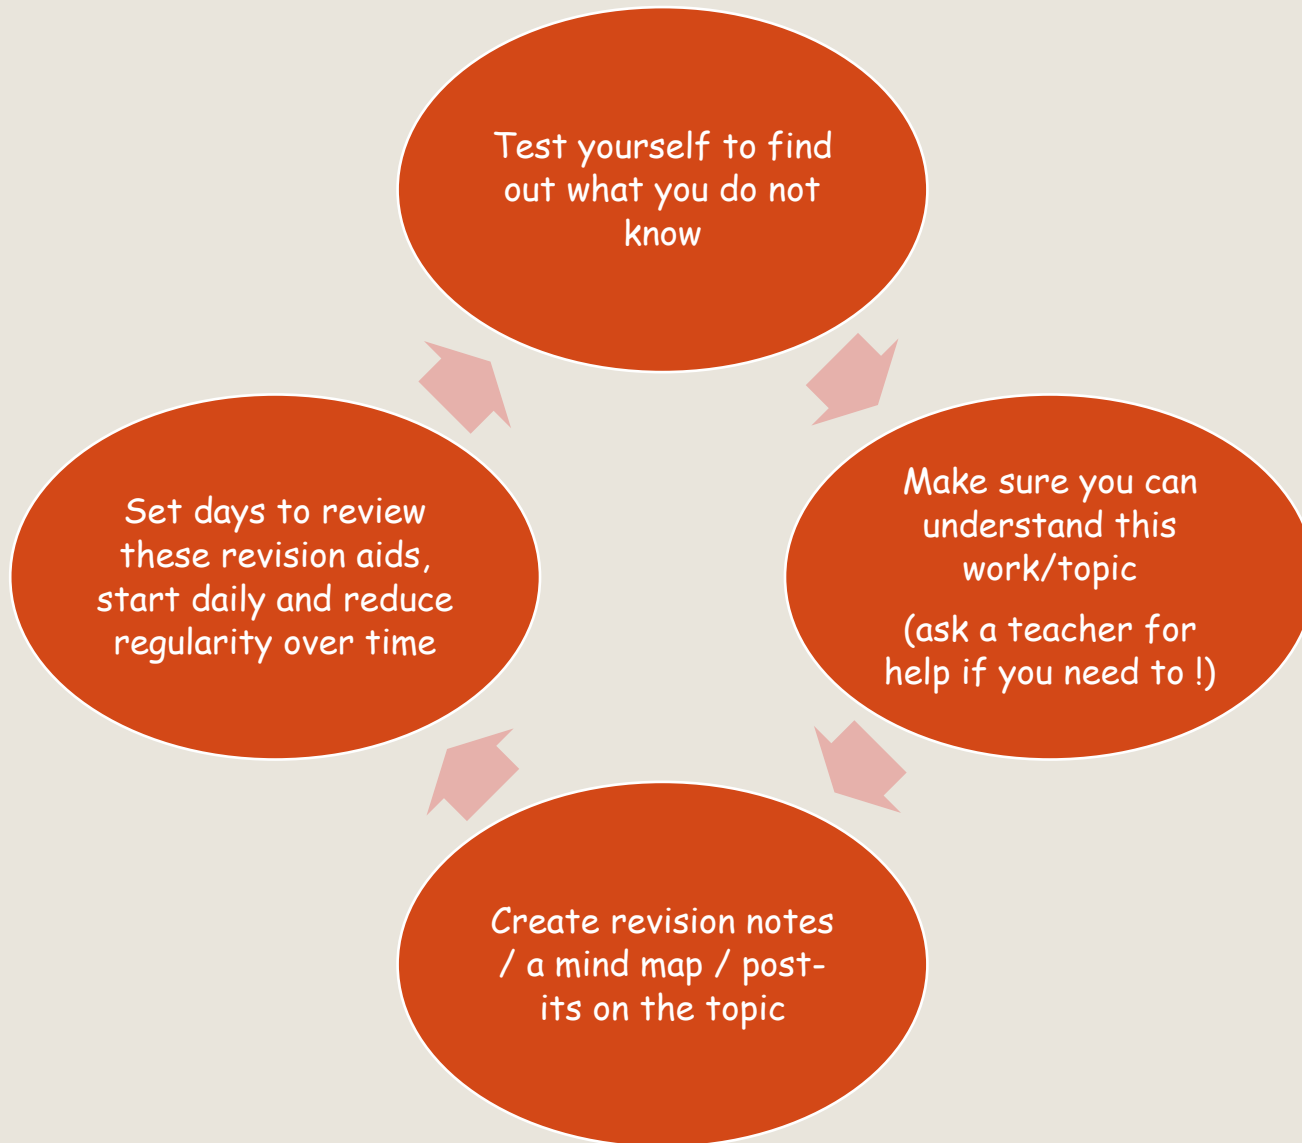 Test yourself to find
out what you do not
know
Make sure you can
understand this
work/topic
(ask a teacher for
help if you need to !)
Create revision notes
/ a mind map / post-
its on the topic
Set days to review
these revision aids,
start daily and reduce
regularity over time